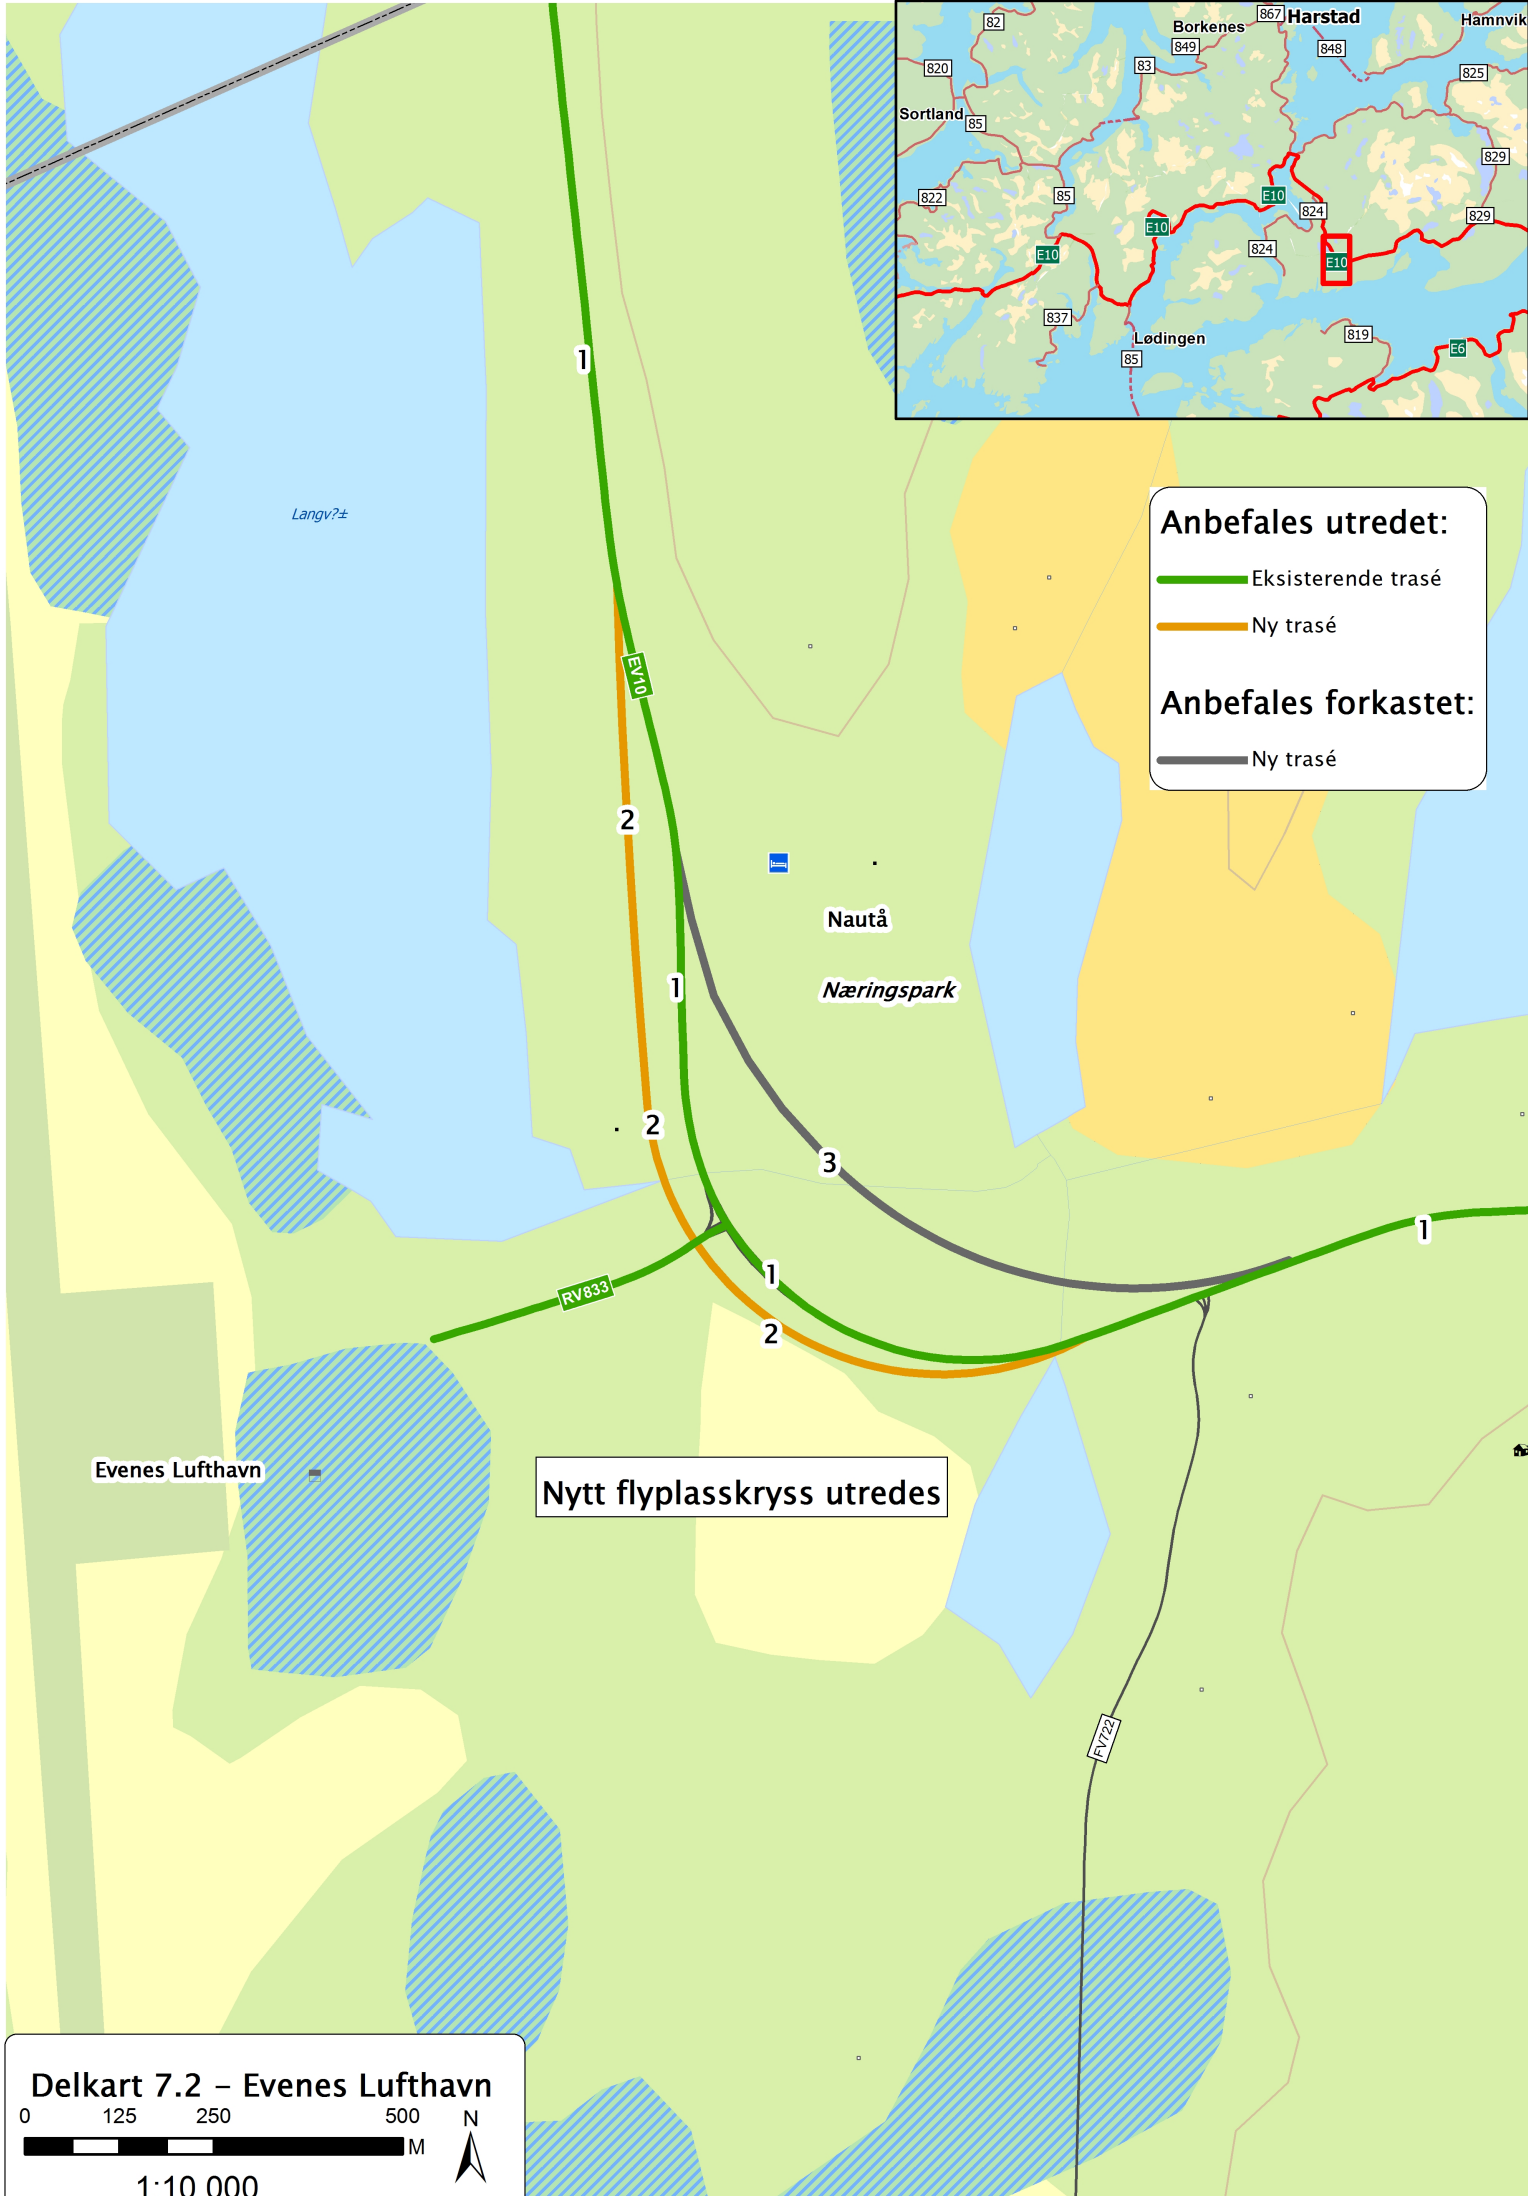 82
Borkenes
867
Harstad
Hamnvik
849
848
820
83
825
Sortland
85
829
822
85
E10
824
829
E10
824
E10
E10
837
819
Lødingen
E6
85
1
Langv?±
Anbefales utredet:
Eksisterende trasé
Ny trasé
Anbefales forkastet:
Ny trasé
EV10
2
Nautå
1
Næringspark
2
3
1
1
RV833
2
Evenes Lufthavn
Nytt flyplasskryss utredes
FV722
Delkart 7.2 – Evenes Lufthavn
0 125 250 500
N
M
1:10 000